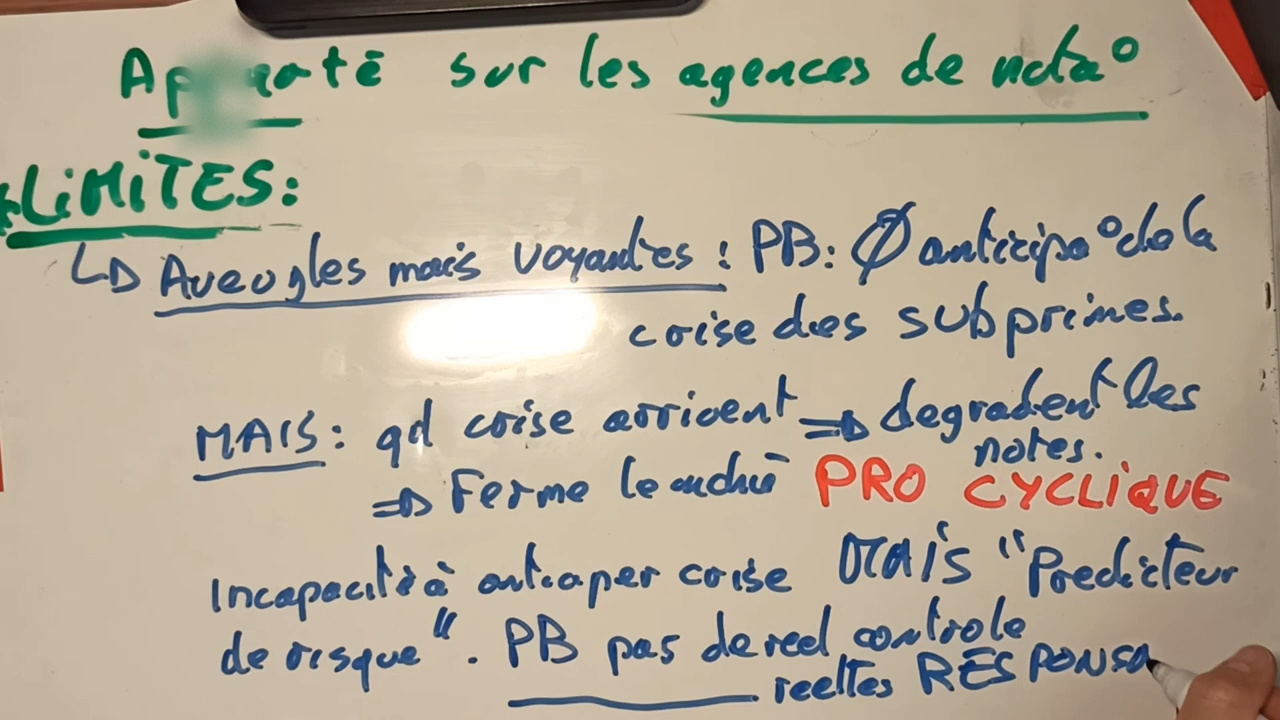 sur les agences de nota°
LIMITES:
Aveugles mais voyantes : PB: Ø anticipa° de la
crise des subprimes.
MAIS: qd crise arrivent => degradent les
notes.
=> Ferme le marché PRO CYCLIQUE
Incapacité à anticiper crise MAIS "Predicteur
de risque". PB pas de reel controle
reelles RESPONSA